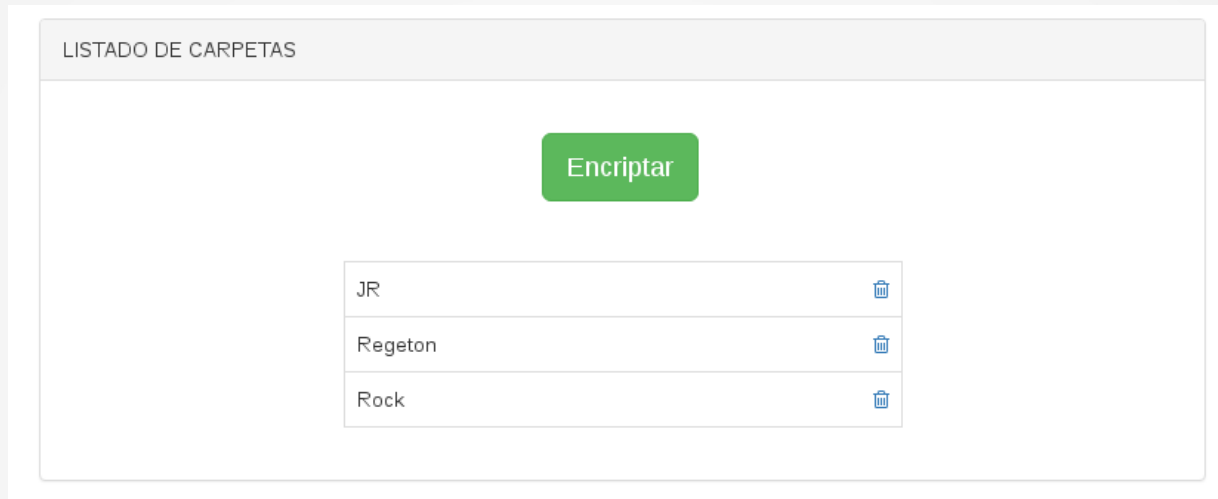 LISTADO DE CARPETAS
Encriptar
JR
Regeton
Rock